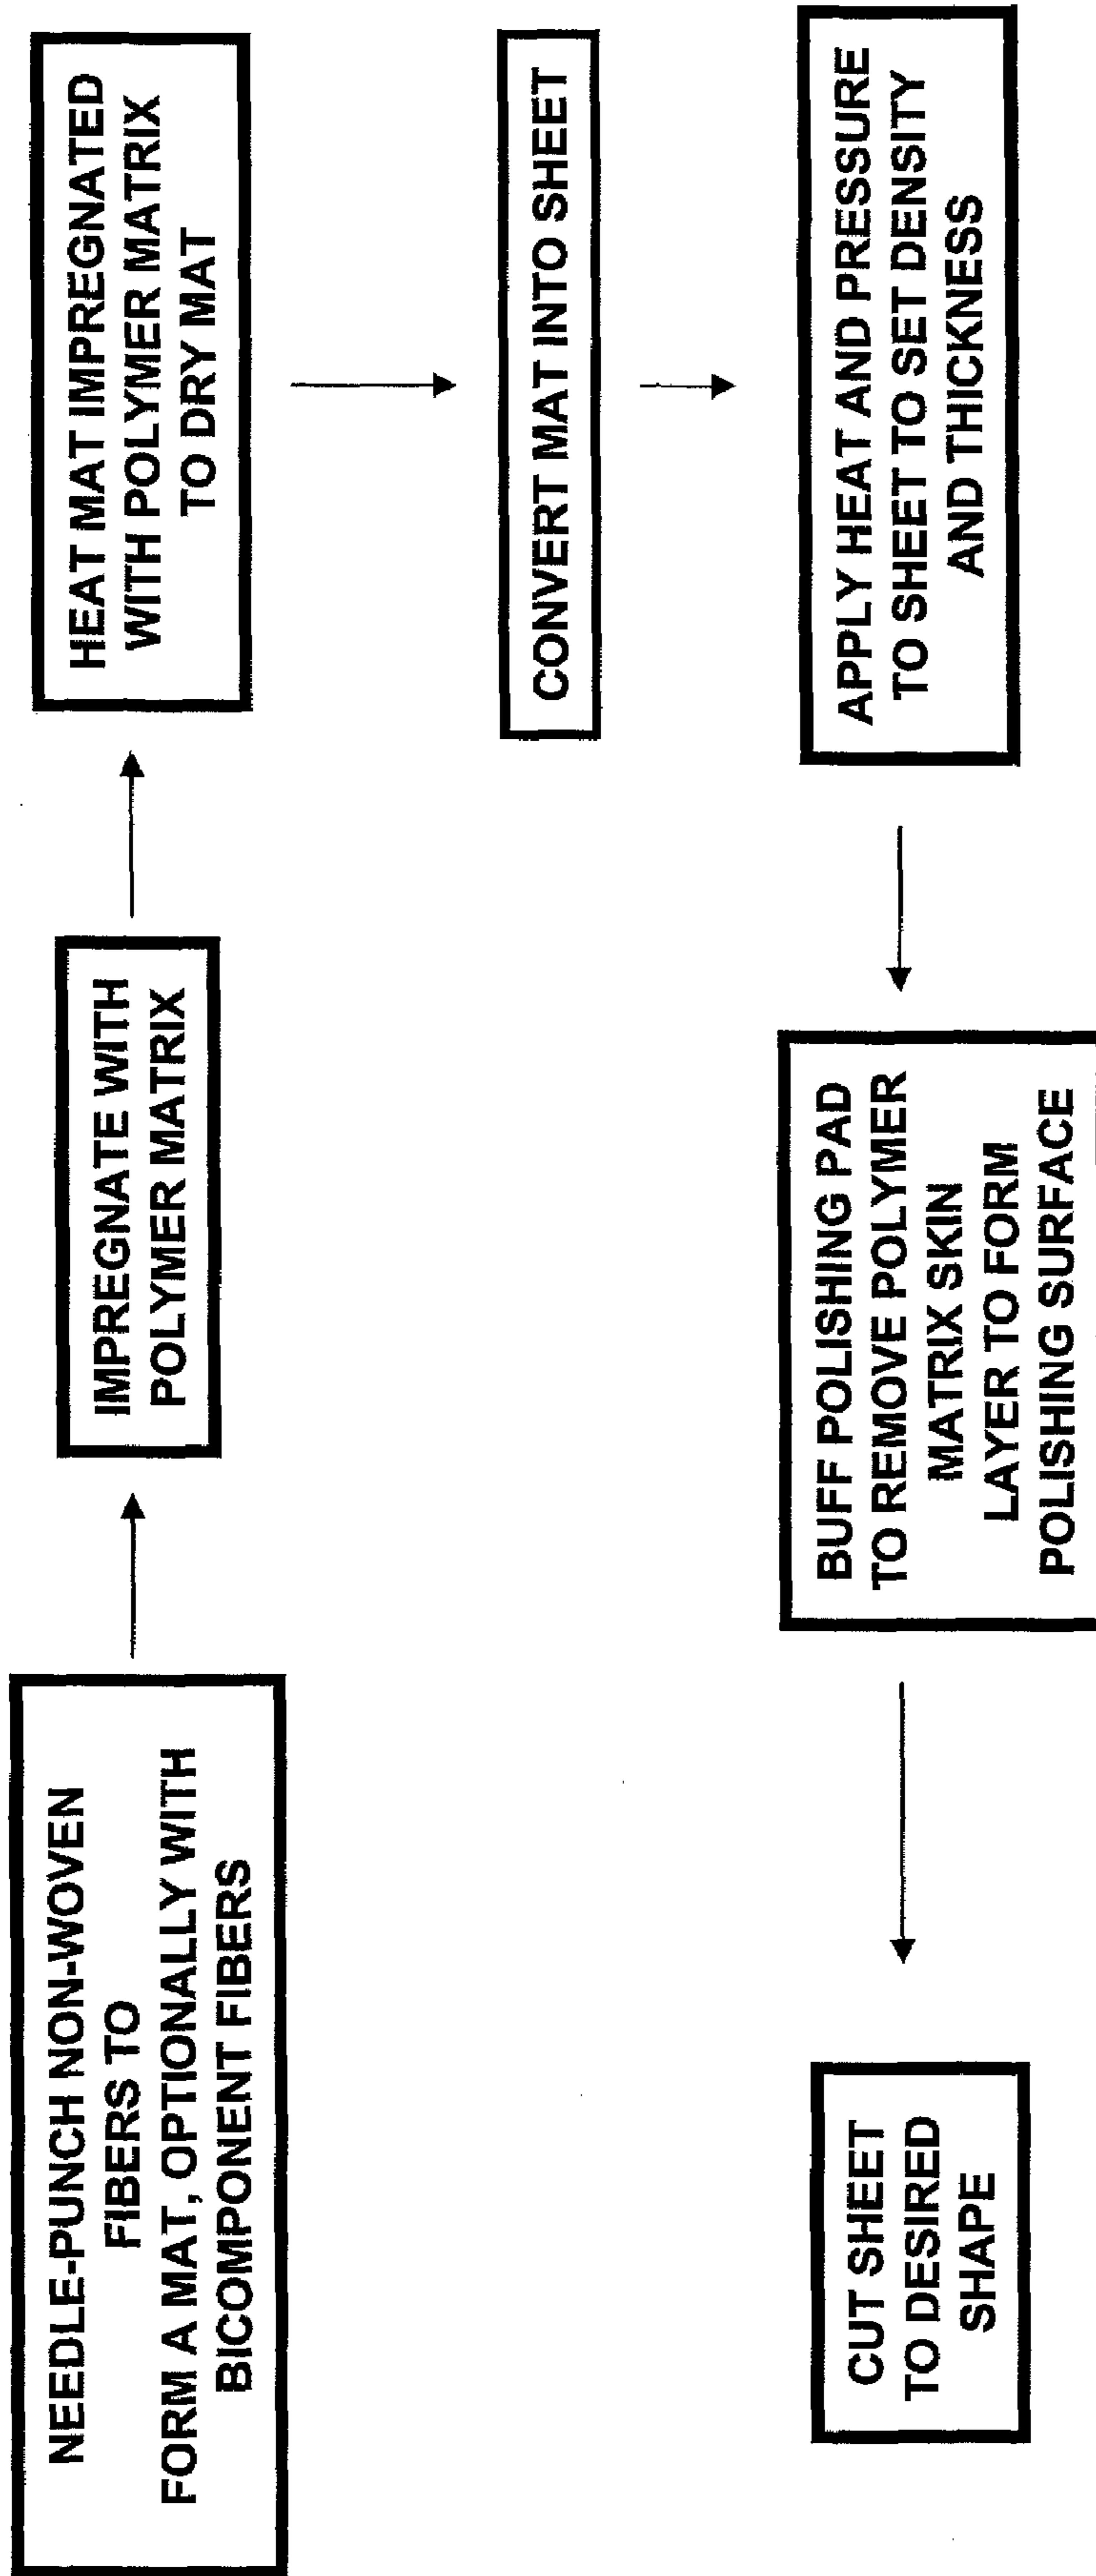 NEEDLE-PUNCH NON-WOVEN
FIBERS TO
FORM A MAT, OPTIONALLY WITH
BICOMPONENT FIBERS
IMPREGNATE WITH
POLYMER MATRIX
HEAT MAT IMPREGNATED
WITH POLYMER MATRIX
TO DRY MAT
CONVERT MAT INTO SHEET
APPLY HEAT AND PRESSURE
TO SHEET TO SET DENSITY
AND THICKNESS
BUFF POLISHING PAD
TO REMOVE POLYMER
MATRIX SKIN
LAYER TO FORM
POLISHING SURFACE
CUT SHEET
TO DESIRED
SHAPE